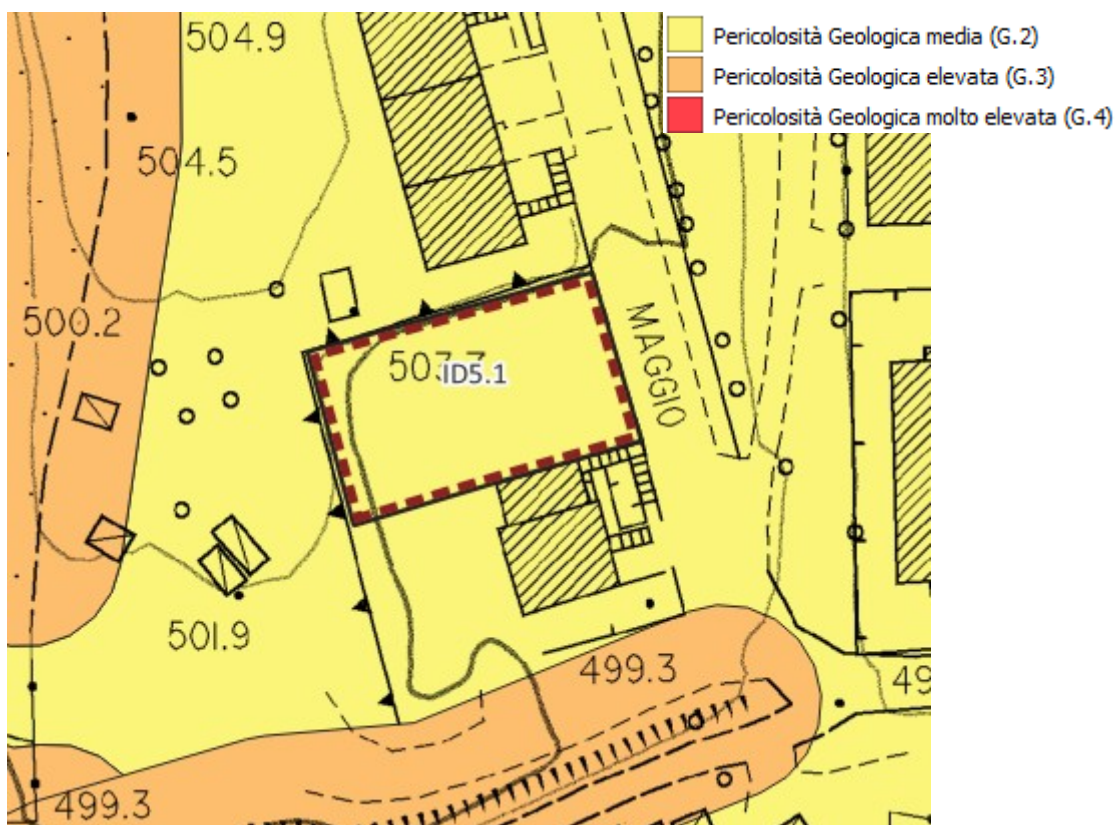 504.9
Pericolosità Geologica media (G.2)
Pericolosità Geologica elevata (G.3)
Pericolosità Geologica molto elevata (G.4)
504.5
500.2
MAGGIO
ID5.1
501.9
499.3
499.3